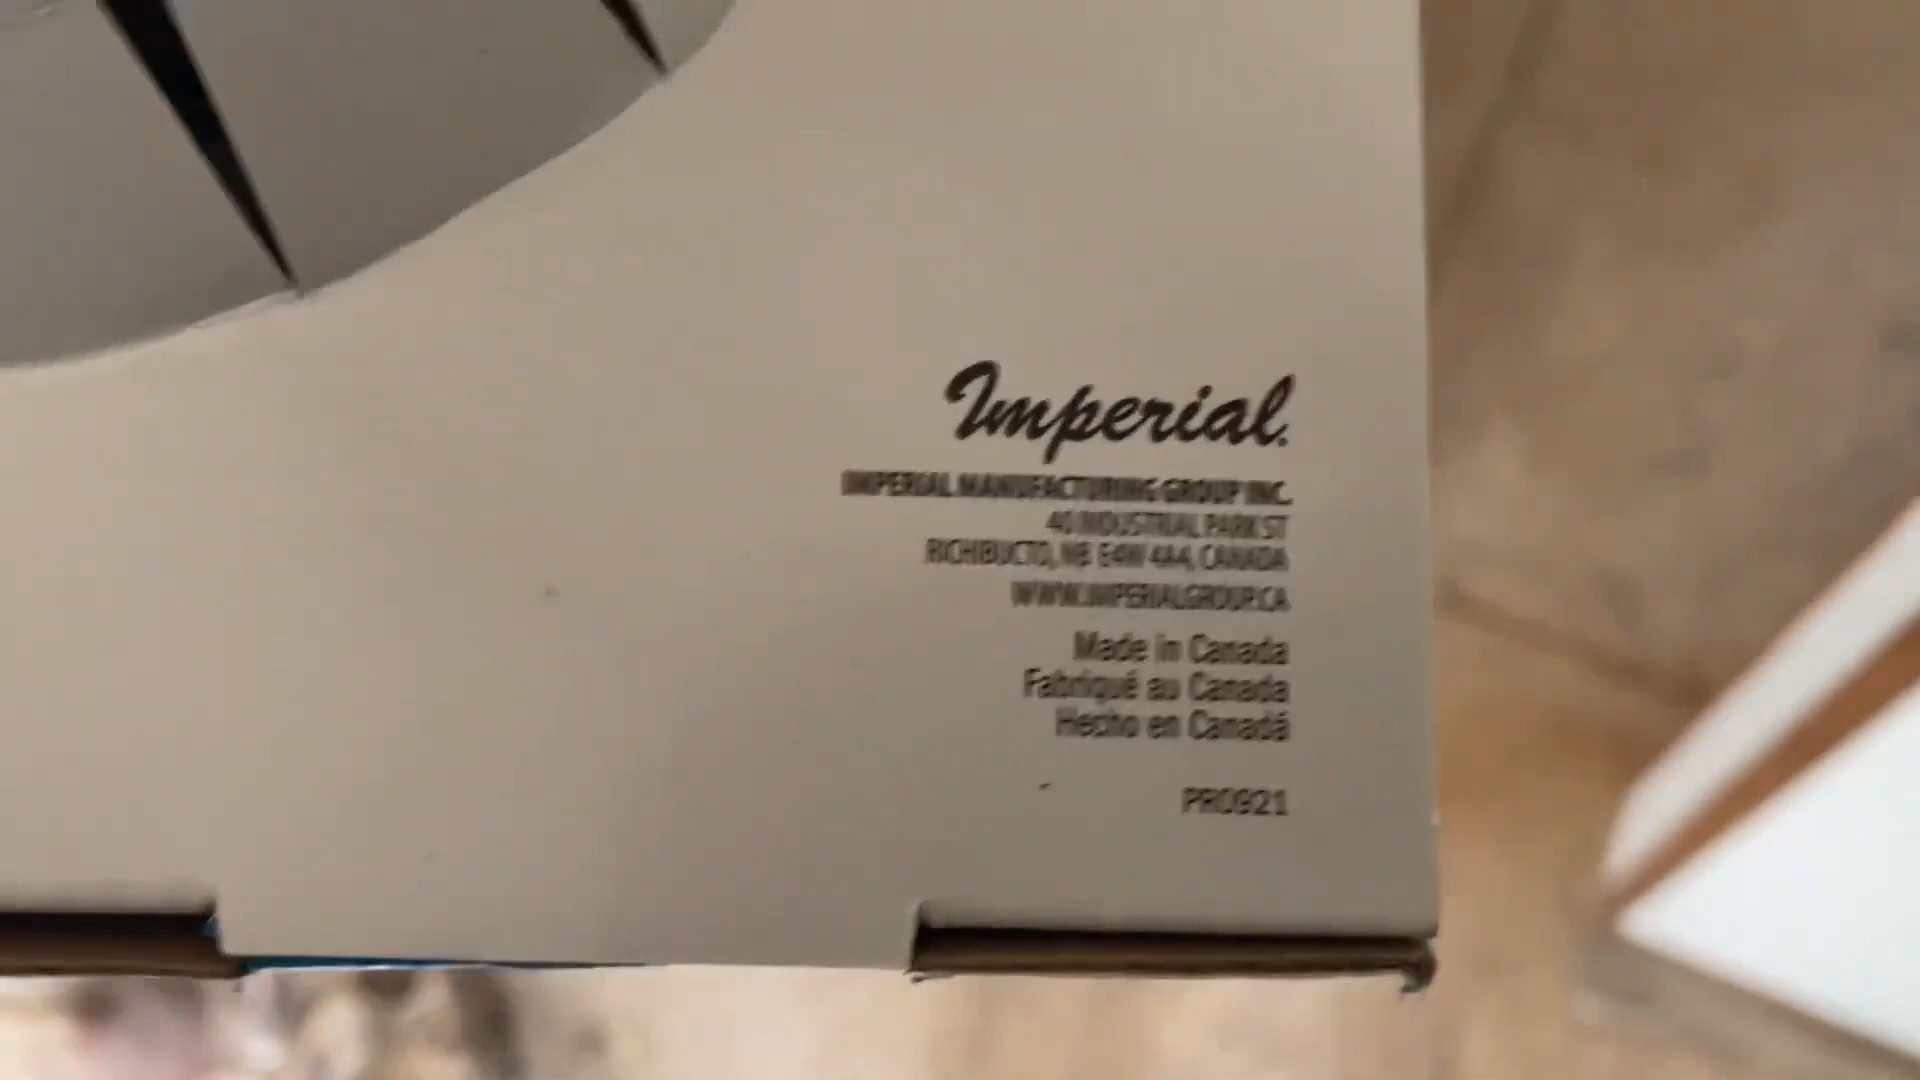 Imperial.
IMPERIAL MANUFACTURING GROUP INC.
40 INDUSTRIAL PARK ST
RICHIBUCTO, NB E4W 4A4, CANADA
WWW.IMPERIALGROUP.CA
Made in Canada
Fabriqué au Canada
Hecho en Canadá
PRO921